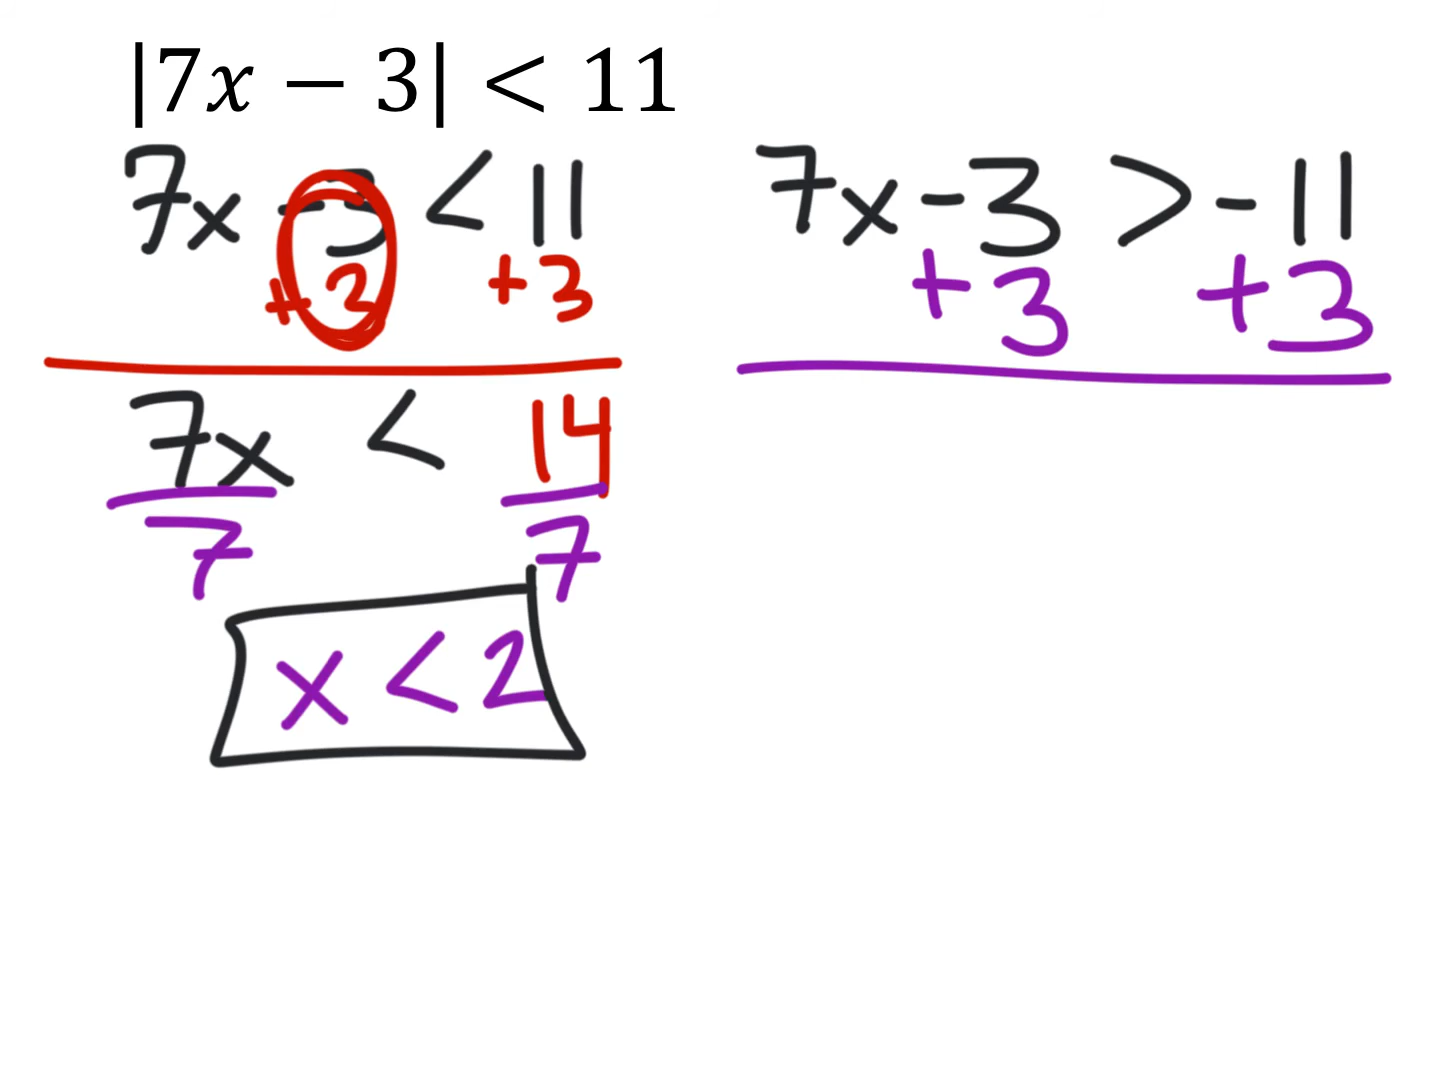 |7x − 3| < 11
7x - 3 < 11
+ 3 + 3
7x < 14
7 7
x < 2
7x - 3 > - 11
+ 3 + 3